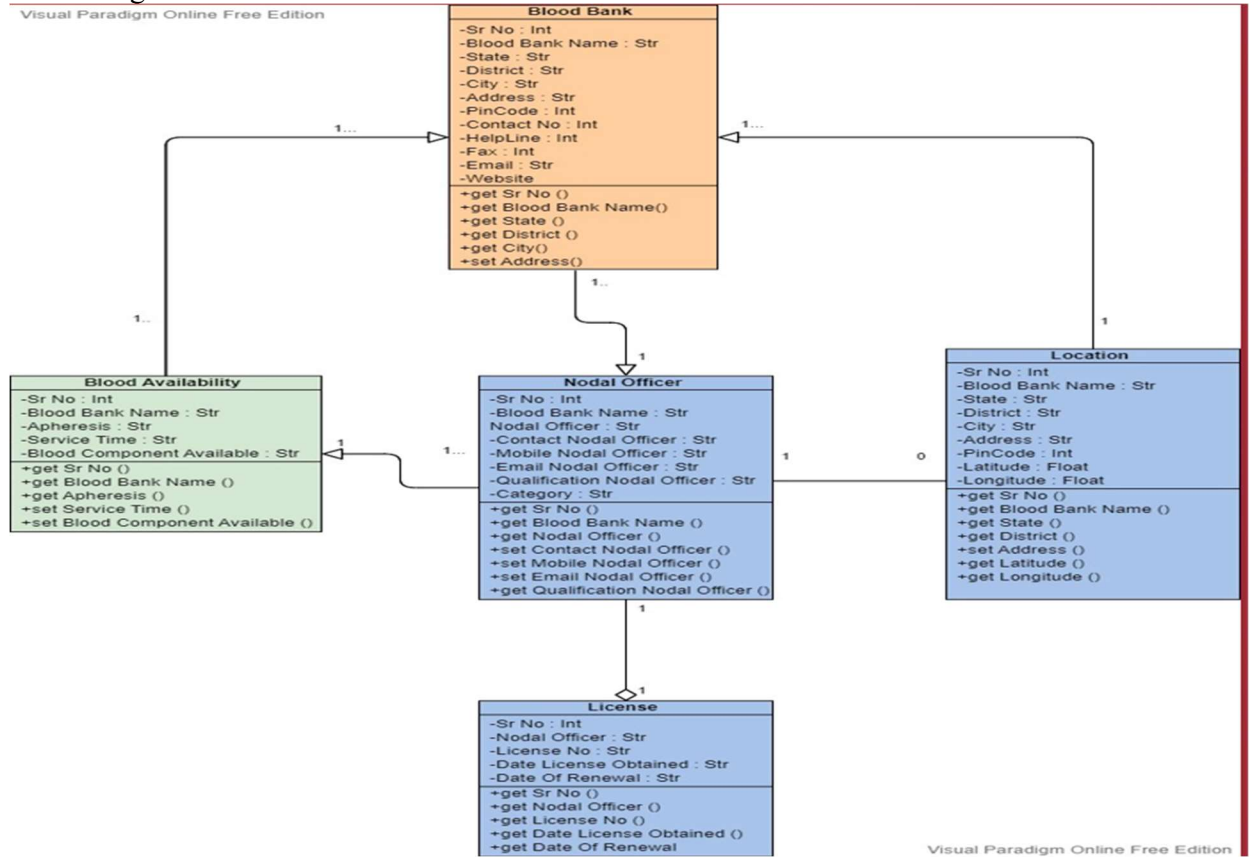 Visual Paradigm Online Free Edition
Blood Bank
-Sr No : Int
-Blood Bank Name : Str
-State : Str
-District : Str
-City : Str
-Address : Str
-PinCode : Int
-Contact No : Int
-HelpLine : Int
-Fax : Int
-Email : Str
-Website
+get Sr No ()
+get Blood Bank Name()
+get State ()
+get District ()
+get City()
+set Address()
1...
1...
1..
1..
1
1
Blood Availability
-Sr No : Int
-Blood Bank Name : Str
-Apheresis : Str
-Service Time : Str
-Blood Component Available : Str
+get Sr No ()
+get Blood Bank Name ()
+get Apheresis ()
+set Service Time ()
+set Blood Component Available ()
1
1...
Nodal Officer
-Sr No : Int
-Blood Bank Name : Str
Nodal Officer : Str
-Contact Nodal Officer : Str
-Mobile Nodal Officer : Str
-Email Nodal Officer : Str
-Qualification Nodal Officer : Str
-Category : Str
+get Sr No ()
+get Blood Bank Name ()
+get Nodal Officer ()
+set Contact Nodal Officer ()
+set Mobile Nodal Officer ()
+set Email Nodal Officer ()
+get Qualification Nodal Officer ()
1
0
Location
-Sr No : Int
-Blood Bank Name : Str
-State : Str
-District : Str
-City : Str
-Address : Str
-PinCode : Int
-Latitude : Float
-Longitude : Float
+get Sr No ()
+get Blood Bank Name ()
+get State ()
+get District ()
+set Address ()
+get Latitude ()
+get Longitude ()
1
1
License
-Sr No : Int
-Nodal Officer : Str
-License No : Str
-Date License Obtained : Str
-Date Of Renewal : Str
+get Sr No ()
+get Nodal Officer ()
+get License No ()
+get Date License Obtained ()
+get Date Of Renewal
Visual Paradigm Online Free Edition